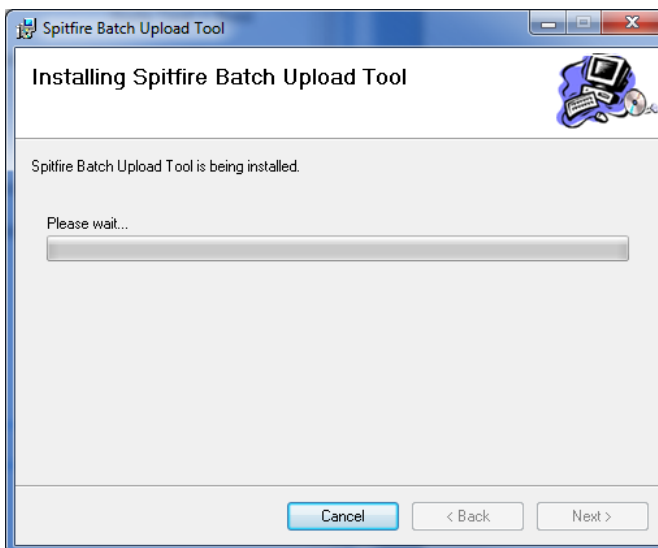 Spitfire Batch Upload Tool
Installing Spitfire Batch Upload Tool
Spitfire Batch Upload Tool is being installed.
Please wait...
Cancel
< Back
Next >